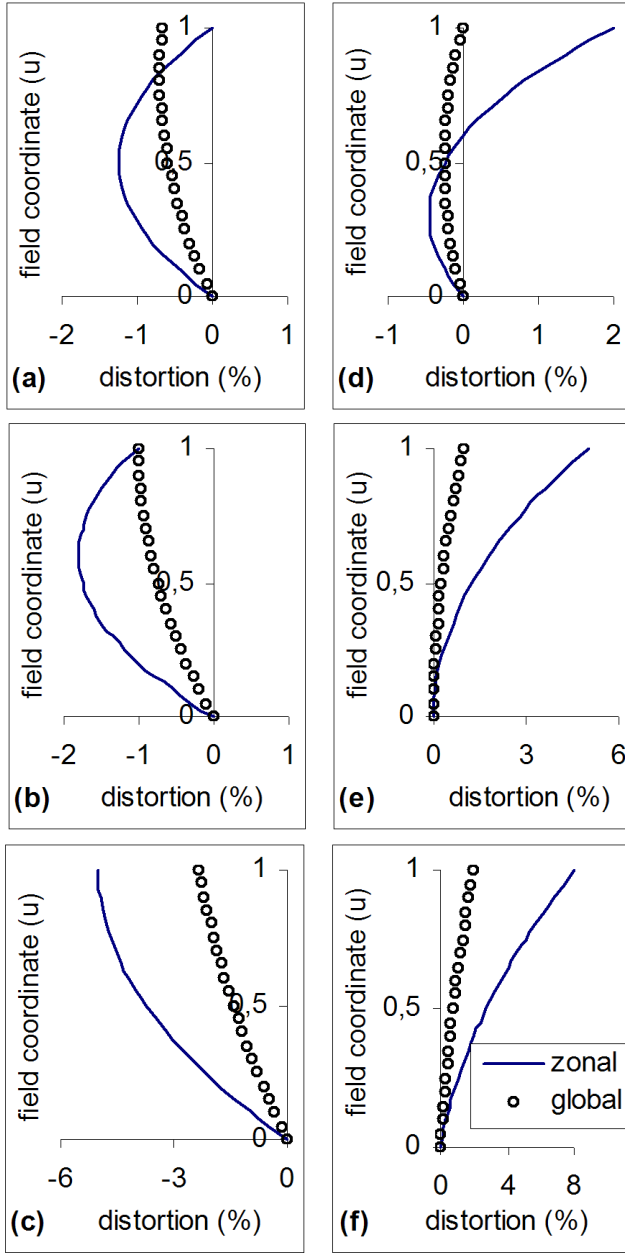 1
0,5
0
field coordinate (u)
-2 -1 0 1
(a) distortion (%)
1
0,5
0
field coordinate (u)
-1 0 1 2
(d) distortion (%)
1
0,5
0
field coordinate (u)
-2 -1 0 1
(b) distortion (%)
1
0,5
0
field coordinate (u)
0 3 6
(e) distortion (%)
1
0,5
0
field coordinate (u)
-6 -3 0
(c) distortion (%)
1
0,5
0
field coordinate (u)
zonal
global
0 4 8
(f) distortion (%)